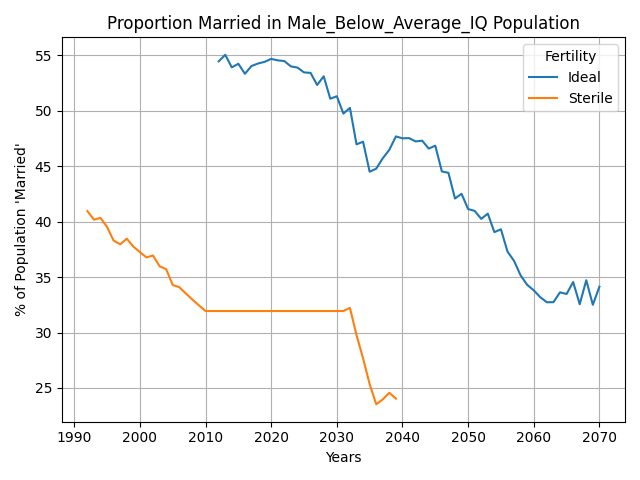 Proportion Married in Male_Below_Average_IQ Population
% of Population 'Married'
55
50
45
40
35
30
25
Fertility
Ideal
Sterile
1990 2000 2010 2020 2030 2040 2050 2060 2070
Years